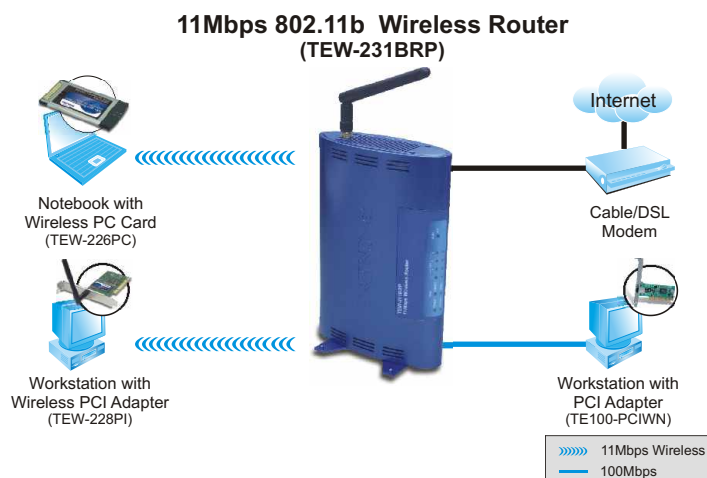 11Mbps 802.11b Wireless Router
(TEW-231BRP)
Internet
Notebook with
Wireless PC Card
(TEW-226PC)
Cable/DSL
Modem
Workstation with
Wireless PCI Adapter
(TEW-228PI)
Workstation with
PCI Adapter
(TE100-PCIWN)
11Mbps Wireless
100Mbps